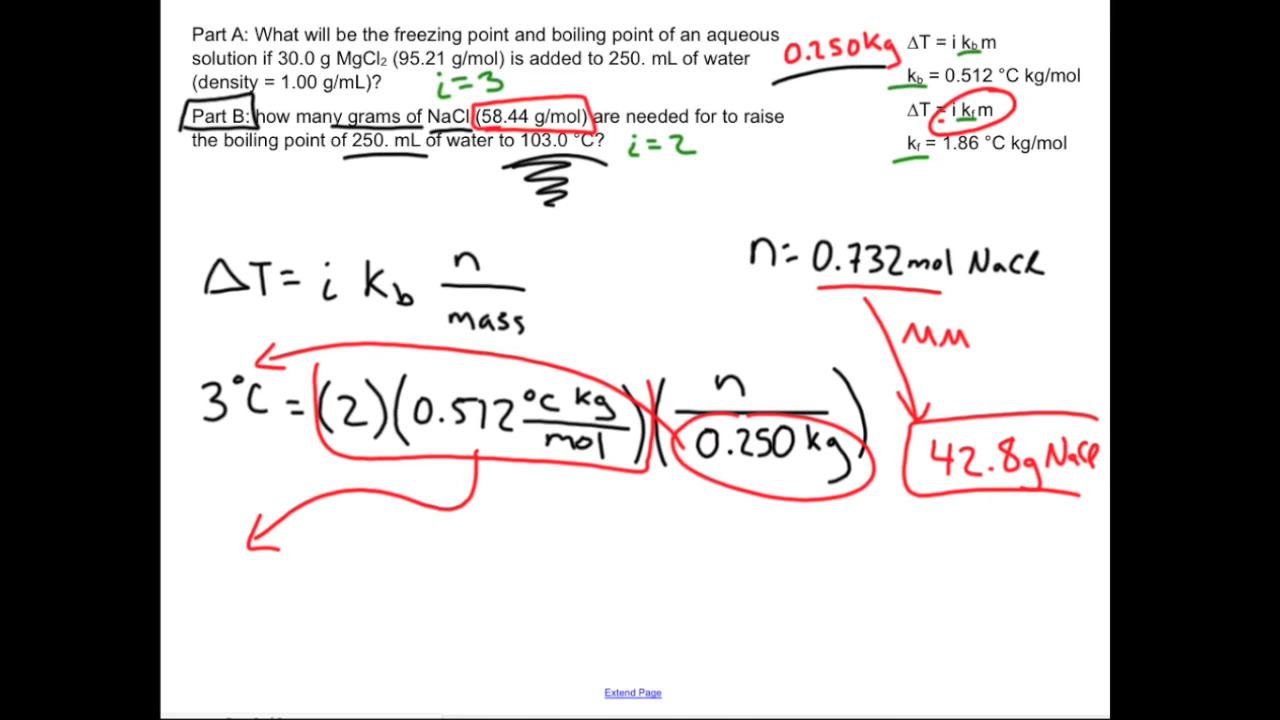 Part A: What will be the freezing point and boiling point of an aqueous
solution if 30.0 g MgCl₂ (95.21 g/mol) is added to 250. mL of water
(density = 1.00 g/mL)?
i=3
0.250kg
Part B: how many grams of NaCl (58.44 g/mol) are needed for to raise
the boiling point of 250. mL of water to 103.0 °C?
i=2
ΔT = i k_b m
k_b = 0.512 °C kg/mol
ΔT = i k_f m
k_f = 1.86 °C kg/mol
ΔT = i k_b n/mass
n = 0.732 mol NaCl
MM
3°C = (2)(0.512 °C kg/mol)(n/0.250 kg)
42.8g NaCl
Extend Page